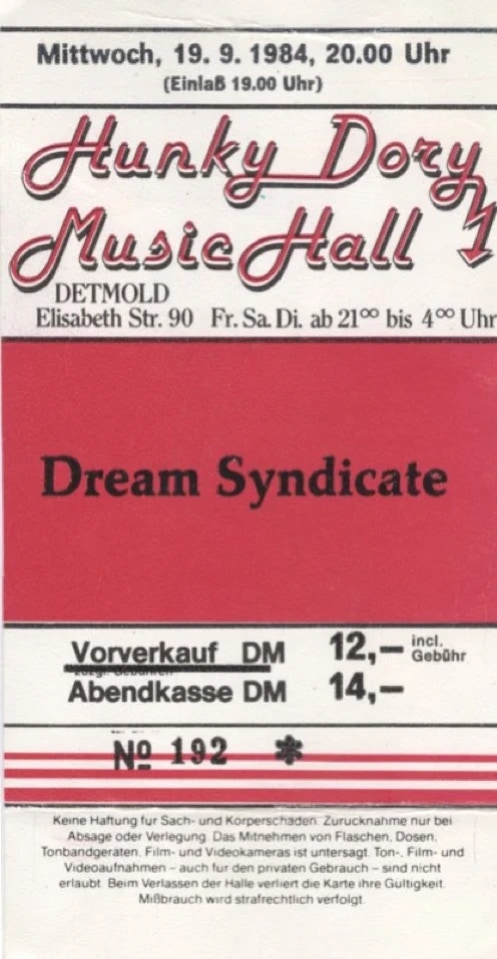 Mittwoch, 19. 9. 1984, 20.00 Uhr
(Einlaß 19.00 Uhr)
Hunky Dory
Music Hall
DETMOLD
Elisabeth Str. 90 Fr. Sa. Di. ab 21⁰⁰ bis 4⁰⁰ Uhr
Dream Syndicate
Vorverkauf DM 12,– incl. Gebühr
Abendkasse DM 14,–
Nº 192 *
Keine Haftung für Sach- und Körperschäden. Zurücknahme nur bei
Absage oder Verlegung. Das Mitnehmen von Flaschen, Dosen,
Tonbandgeräten, Film- und Videokameras ist untersagt. Ton-, Film- und
Videoaufnahmen – auch für den privaten Gebrauch – sind nicht
erlaubt. Beim Verlassen der Halle verliert die Karte ihre Gültigkeit.
Mißbrauch wird strafrechtlich verfolgt.